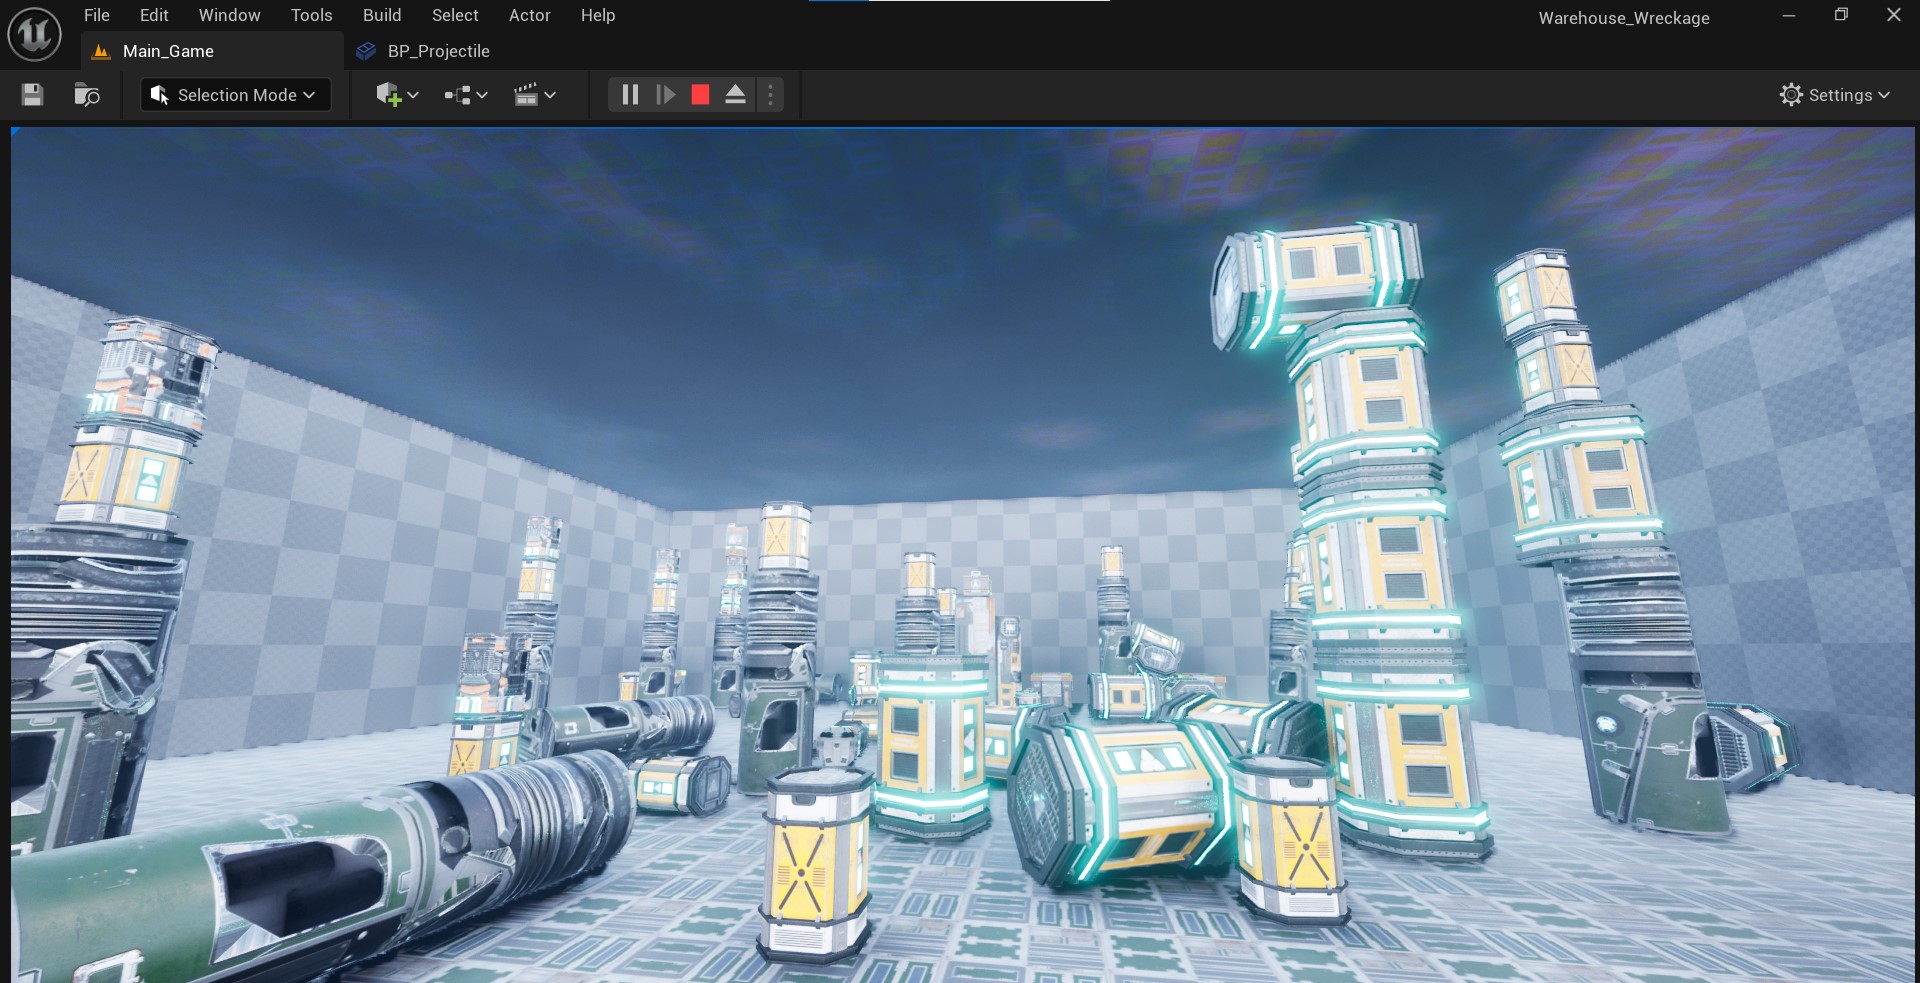 File Edit Window Tools Build Select Actor Help
Warehouse_Wreckage
Main_Game
BP_Projectile
Selection Mode
Settings